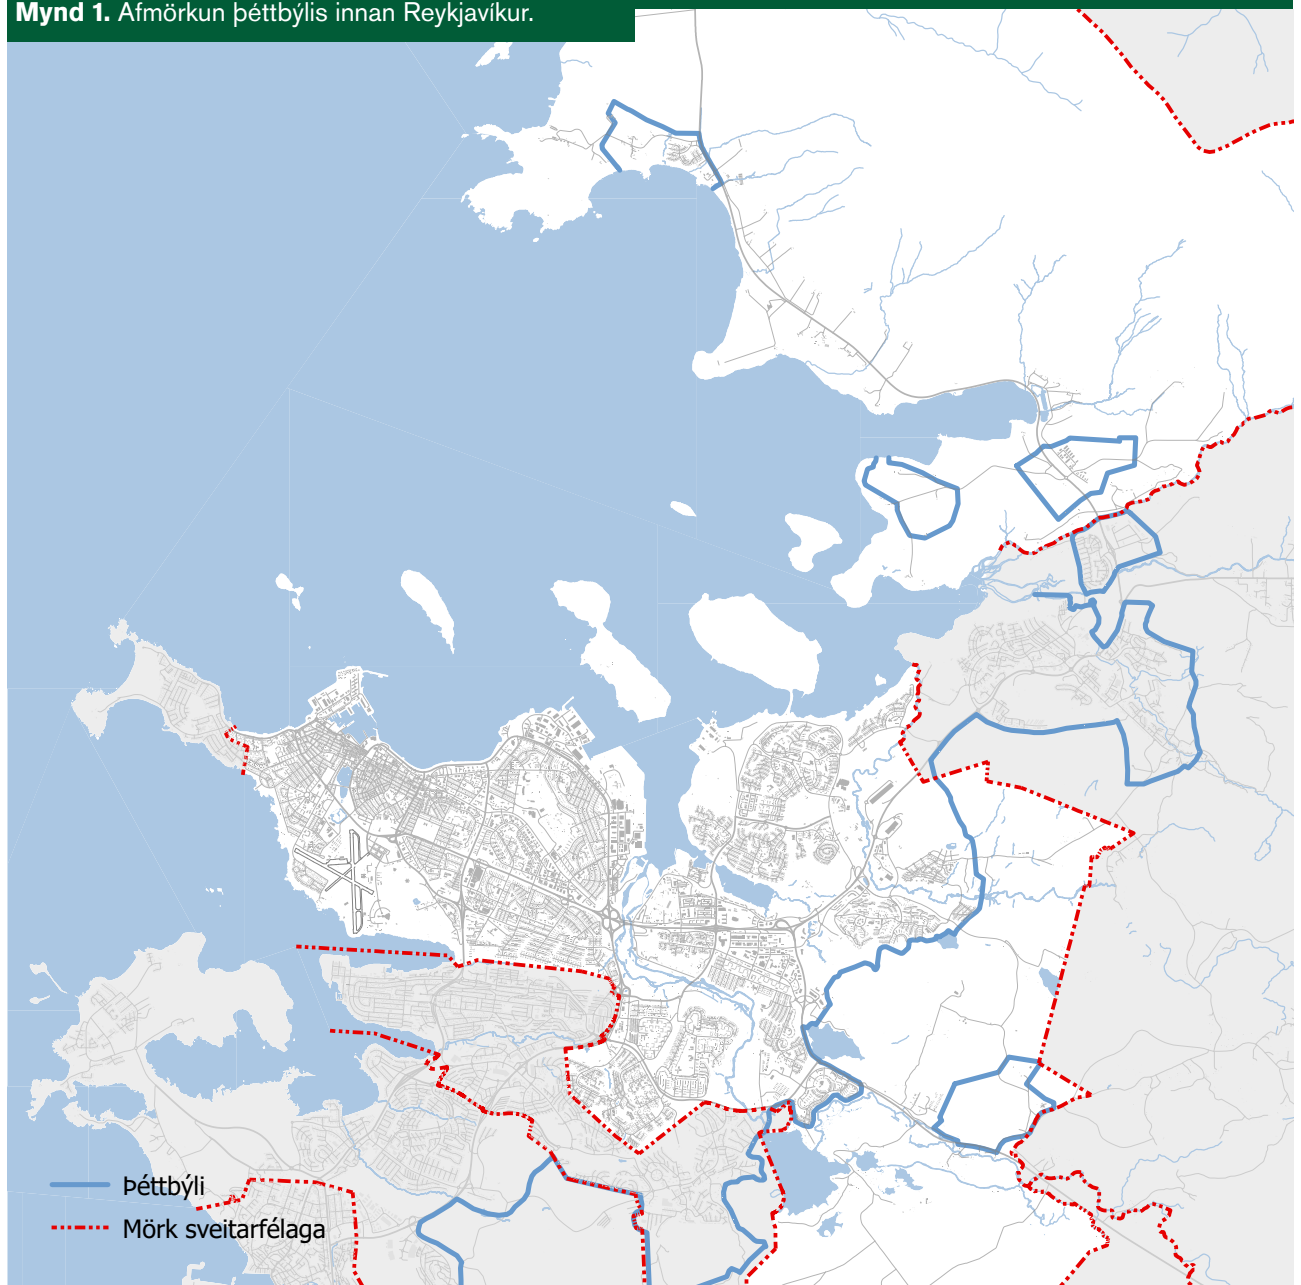 Mynd 1. Afmörkun þéttbýlis innan Reykjavíkur.
Þéttbýli
Mörk sveitarfélaga